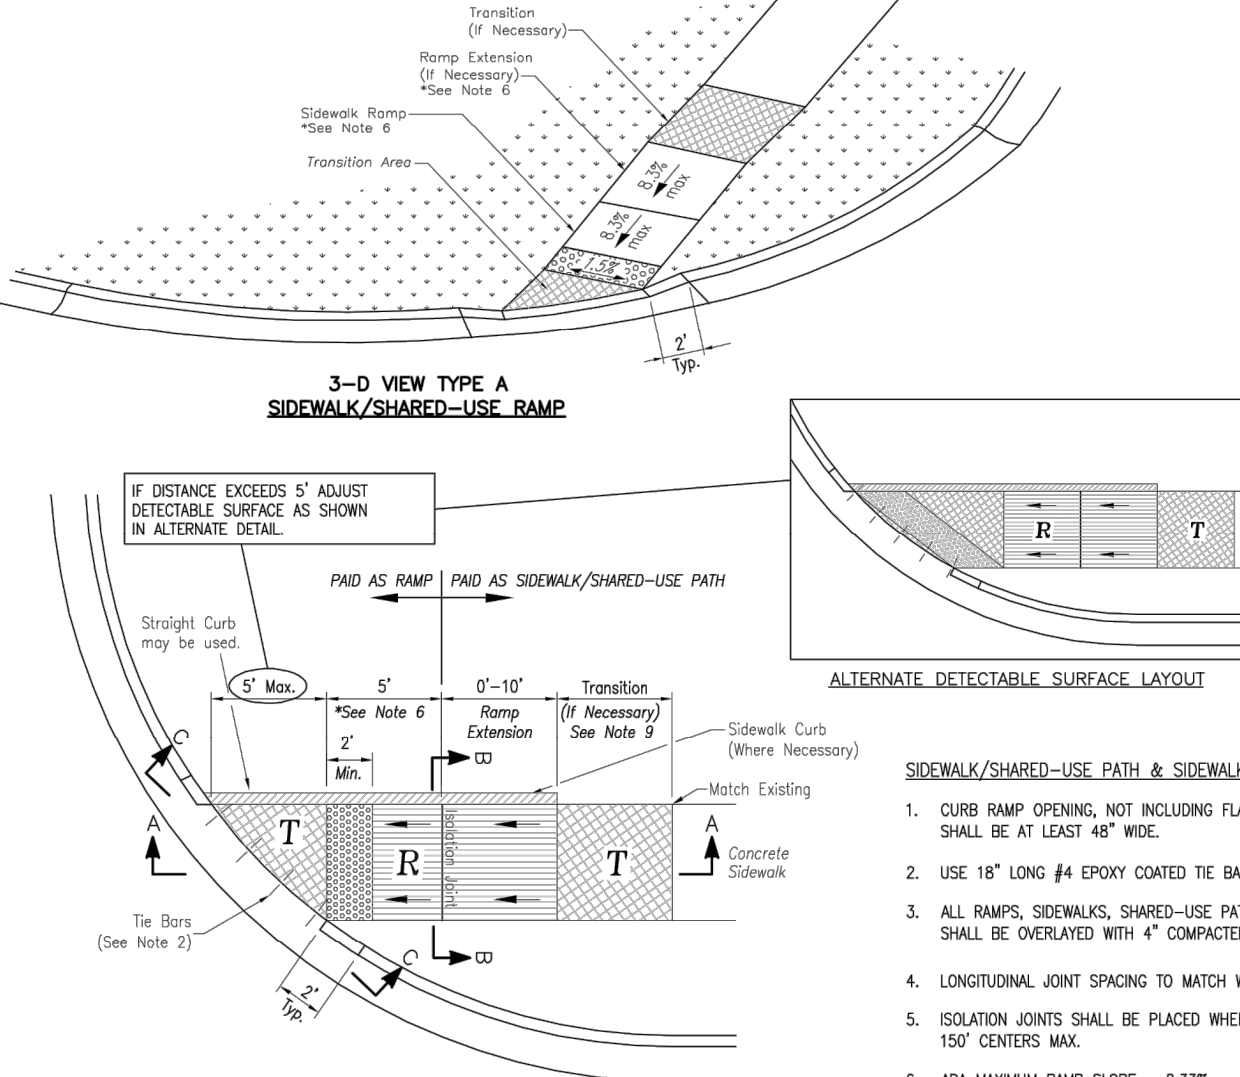 Transition
(If Necessary)
Ramp Extension
(If Necessary)
*See Note 6
Sidewalk Ramp
*See Note 6
Transition Area
8.3%
max
8.3%
max
1.5%
2'
Typ.
3-D VIEW TYPE A
SIDEWALK/SHARED-USE RAMP
IF DISTANCE EXCEEDS 5' ADJUST
DETECTABLE SURFACE AS SHOWN
IN ALTERNATE DETAIL.
PAID AS RAMP
PAID AS SIDEWALK/SHARED-USE PATH
Straight Curb
may be used.
5' Max.
5'
*See Note 6
0'-10'
Ramp
Extension
Transition
(If Necessary)
See Note 9
2'
Min.
B
C
Sidewalk Curb
(Where Necessary)
Match Existing
A
T
R
Isolation Joint
T
A
Concrete
Sidewalk
Tie Bars
(See Note 2)
B
C
2'
Typ.
R
T
ALTERNATE DETECTABLE SURFACE LAYOUT
SIDEWALK/SHARED-USE PATH & SIDEWALK
1. CURB RAMP OPENING, NOT INCLUDING FLA
SHALL BE AT LEAST 48" WIDE.
2. USE 18" LONG #4 EPOXY COATED TIE BA
3. ALL RAMPS, SIDEWALKS, SHARED-USE PAT
SHALL BE OVERLAYED WITH 4" COMPACTE
4. LONGITUDINAL JOINT SPACING TO MATCH W
5. ISOLATION JOINTS SHALL BE PLACED WHE
150' CENTERS MAX.